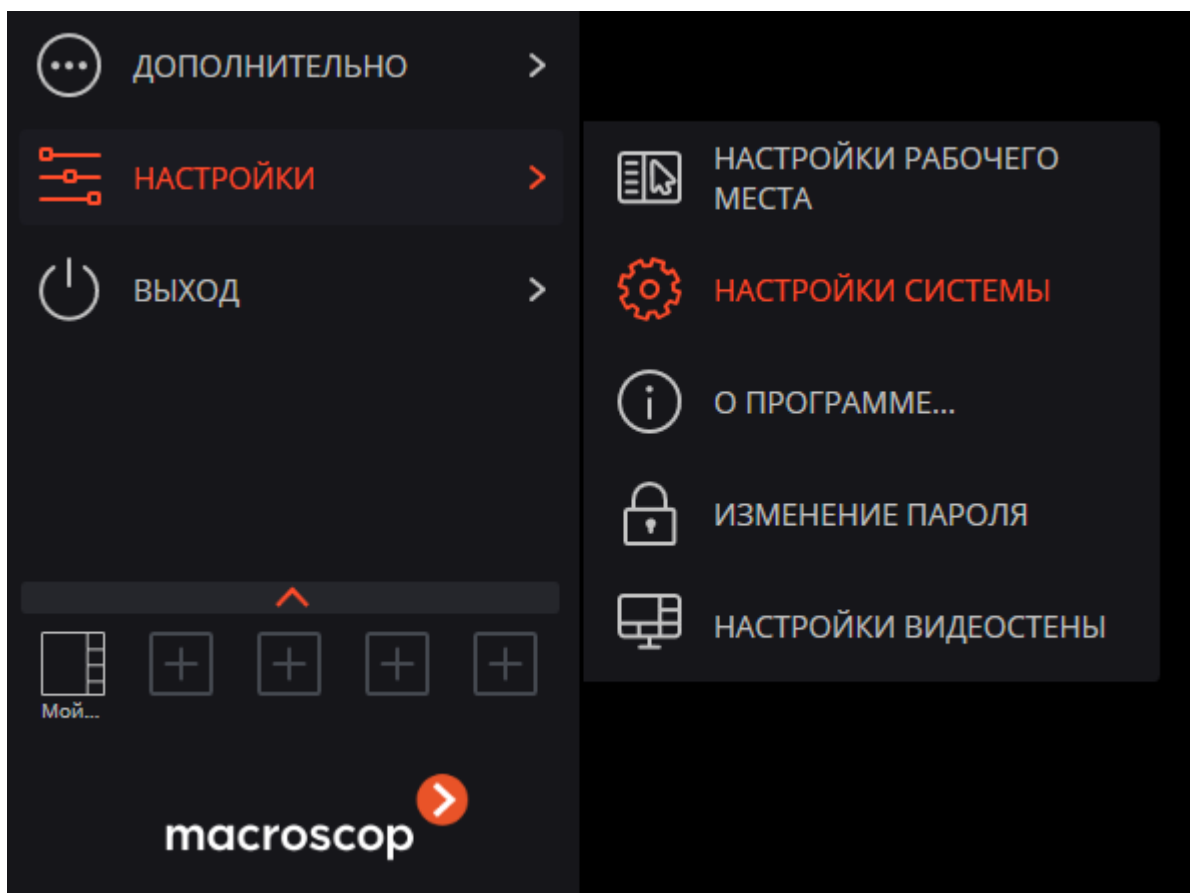 ДОПОЛНИТЕЛЬНО
НАСТРОЙКИ
ВЫХОД
НАСТРОЙКИ РАБОЧЕГО
МЕСТА
НАСТРОЙКИ СИСТЕМЫ
О ПРОГРАММЕ...
ИЗМЕНЕНИЕ ПАРОЛЯ
НАСТРОЙКИ ВИДЕОСТЕНЫ
Мой...
macroscop